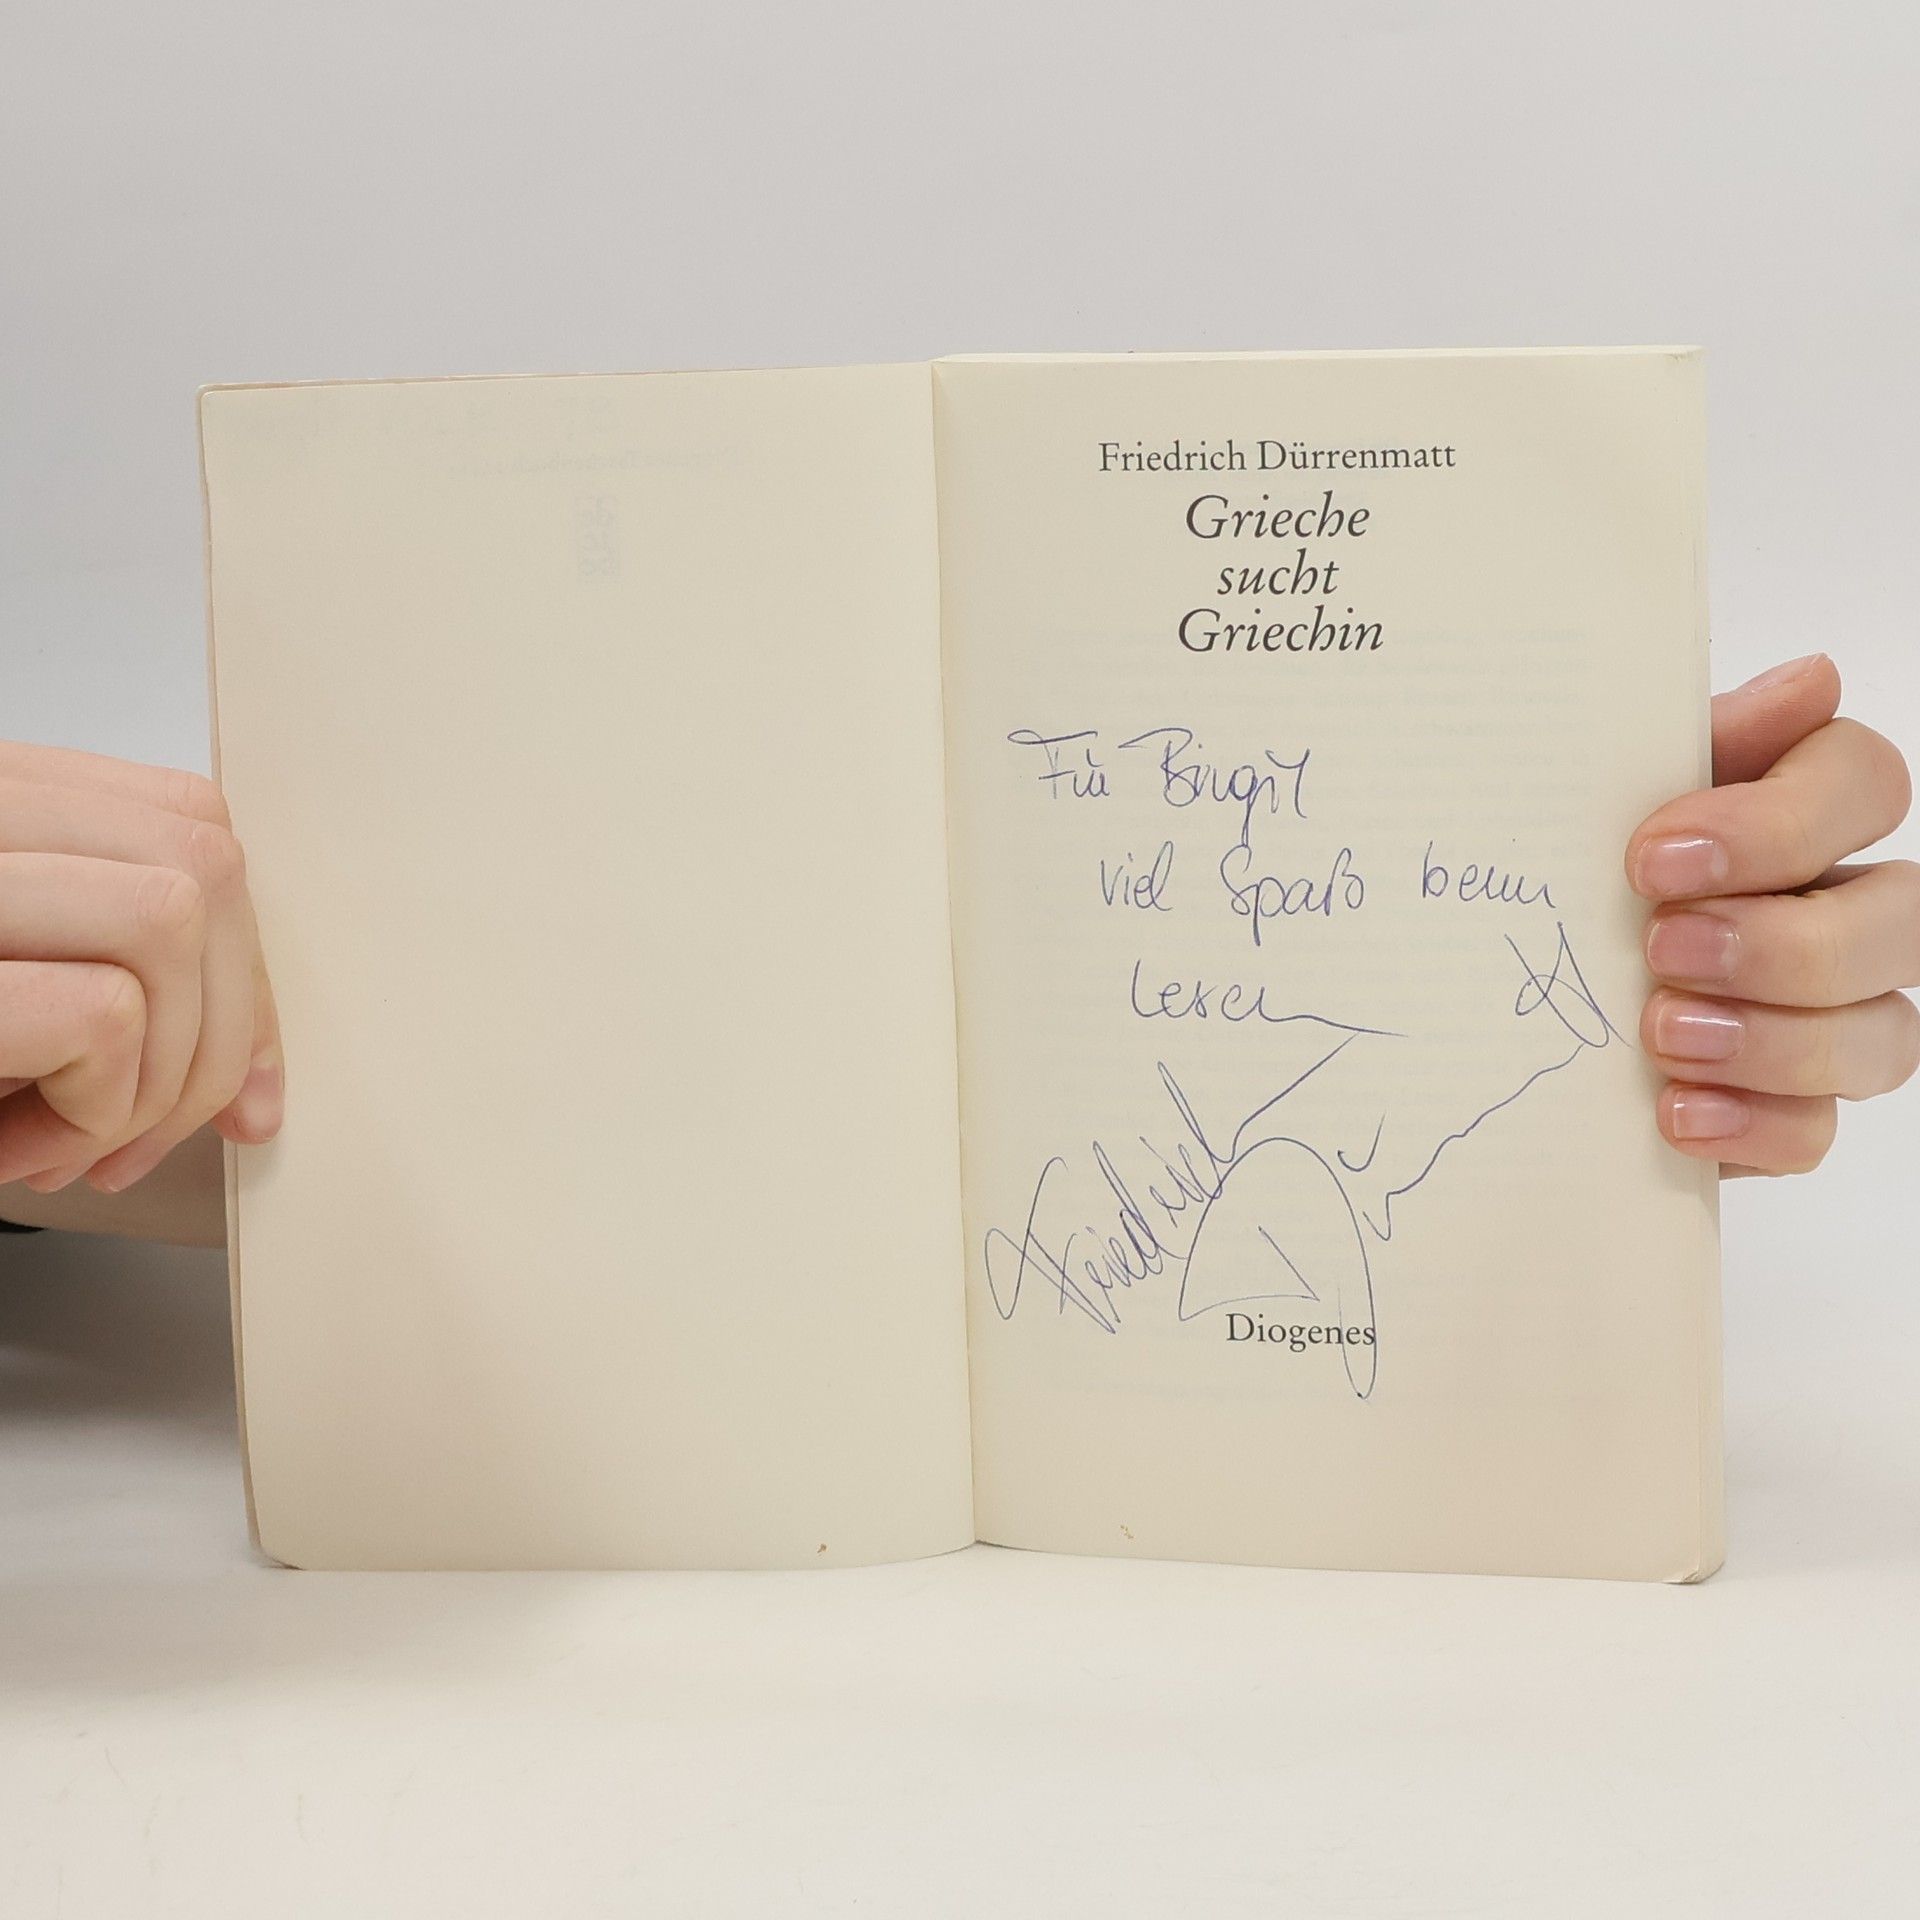 Friedrich Dürrenmatt
Grieche
sucht
Griechin
Für Birgit
viel Spaß beim
Lesen
Friedrich
Diogenes